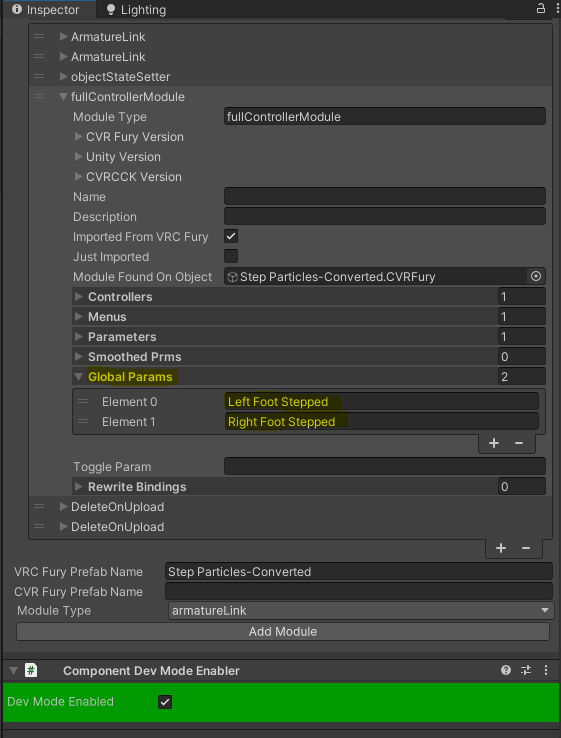 Inspector Lighting
ArmatureLink
ArmatureLink
objectStateSetter
fullControllerModule
Module Type fullControllerModule
CVR Fury Version
Unity Version
CVRCCK Version
Name
Description
Imported From VRC Fury
Just Imported
Module Found On Object Step Particles-Converted.CVRFury
Controllers 1
Menus 1
Parameters 1
Smoothed Prms 0
Global Params 2
Element 0 Left Foot Stepped
Element 1 Right Foot Stepped
+ −
Toggle Param
Rewrite Bindings 0
DeleteOnUpload
DeleteOnUpload
+ −
VRC Fury Prefab Name Step Particles-Converted
CVR Fury Prefab Name
Module Type armatureLink
Add Module
# Component Dev Mode Enabler
Dev Mode Enabled